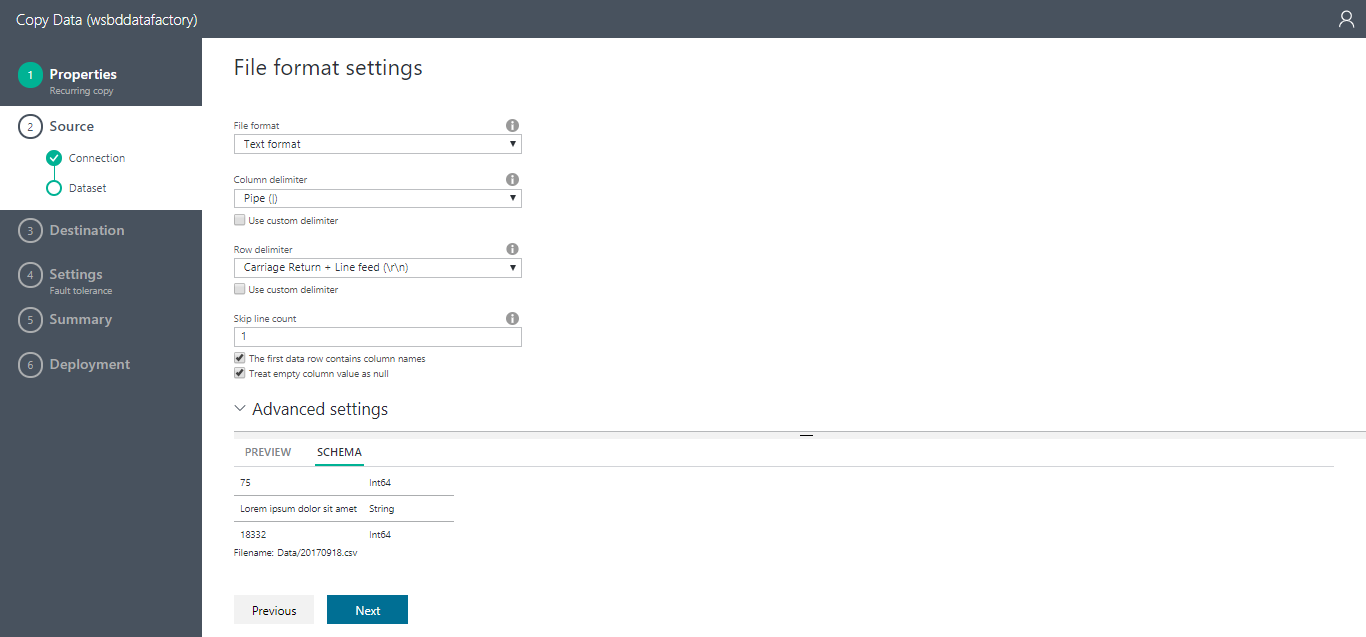 Copy Data (wsbddatafactory)
1 Properties
Recurring copy
2 Source
Connection
Dataset
3 Destination
4 Settings
Fault tolerance
5 Summary
6 Deployment
File format settings
File format
Text format
Column delimiter
Pipe (|)
Use custom delimiter
Row delimiter
Carriage Return + Line feed (\r\n)
Use custom delimiter
Skip line count
1
The first data row contains column names
Treat empty column value as null
Advanced settings
PREVIEW SCHEMA
75 Int64
Lorem ipsum dolor sit amet String
18332 Int64
Filename: Data/20170918.csv
Previous Next